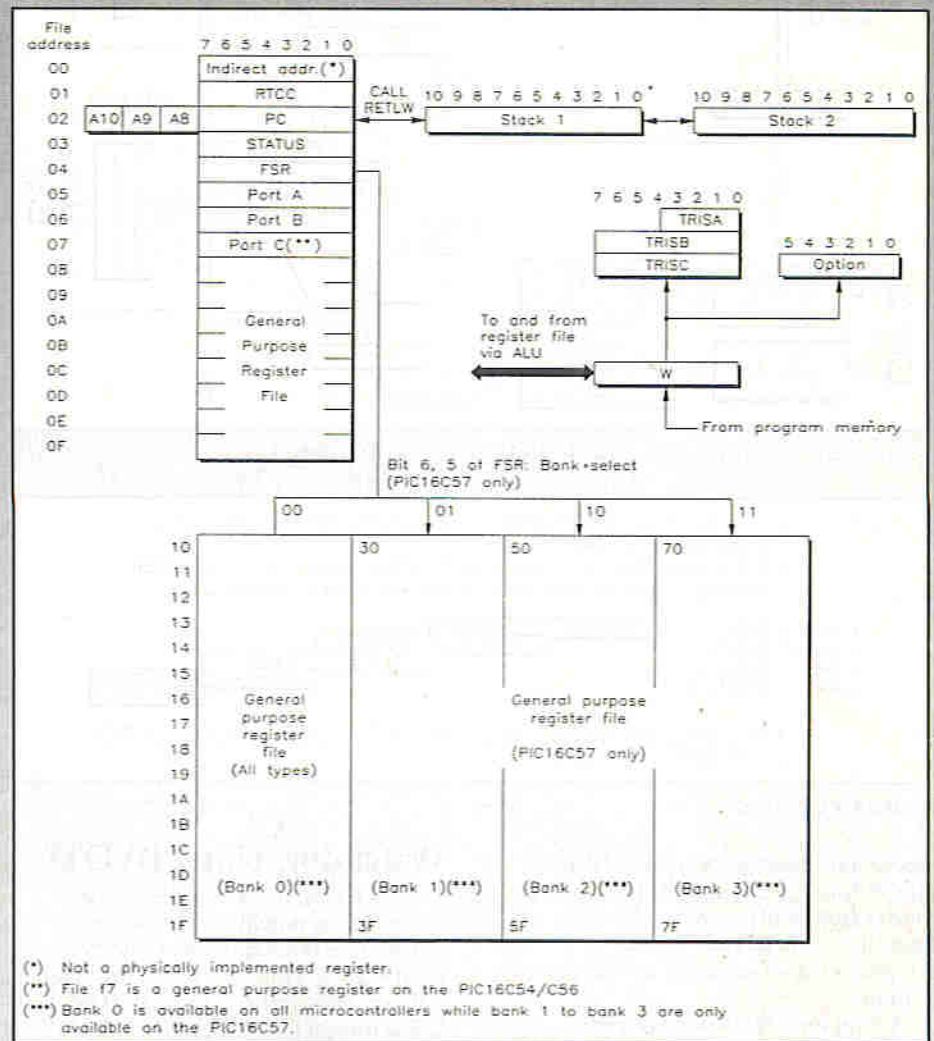 File
address
7 6 5 4 3 2 1 0
00
Indirect addr.(*)
01
RTCC
CALL
RETLW
10 9 8 7 6 5 4 3 2 1 0*
10 9 8 7 6 5 4 3 2 1 0
02
A10 A9 A8
PC
Stack 1
Stack 2
03
STATUS
04
FSR
05
Port A
06
Port B
07
Port C(**)
08
09
0A
0B
0C
0D
0E
0F
General
Purpose
Register
File
7 6 5 4 3 2 1 0
TRISA
TRISB
TRISC
5 4 3 2 1 0
Option
To and from
register file
via ALU
W
From program memory
Bit 6, 5 of FSR: Bank select
(PIC16C57 only)
00
01
10
11
10
11
12
13
14
15
16
17
18
19
1A
1B
1C
1D
1E
1F
30
50
70
General
purpose
register
file
(All types)
General purpose
register file
(PIC16C57 only)
(Bank 0)(***)
(Bank 1)(***)
(Bank 2)(***)
(Bank 3)(***)
3F
5F
7F
(*) Not a physically implemented register.
(**) File f7 is a general purpose register on the PIC16C54/C56
(***) Bank 0 is available on all microcontrollers while bank 1 to bank 3 are only
available on the PIC16C57.